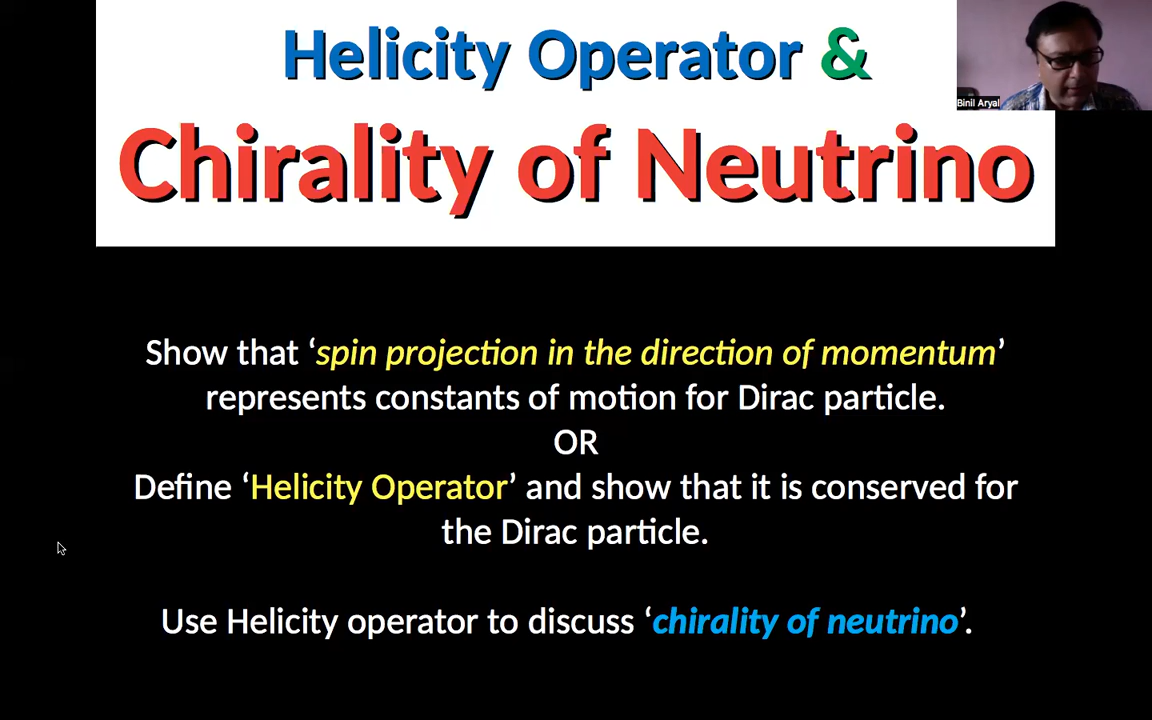 Helicity Operator &
Binil Aryal
Chirality of Neutrino
Show that ‘spin projection in the direction of momentum’
represents constants of motion for Dirac particle.
OR
Define ‘Helicity Operator’ and show that it is conserved for
the Dirac particle.
Use Helicity operator to discuss ‘chirality of neutrino’.